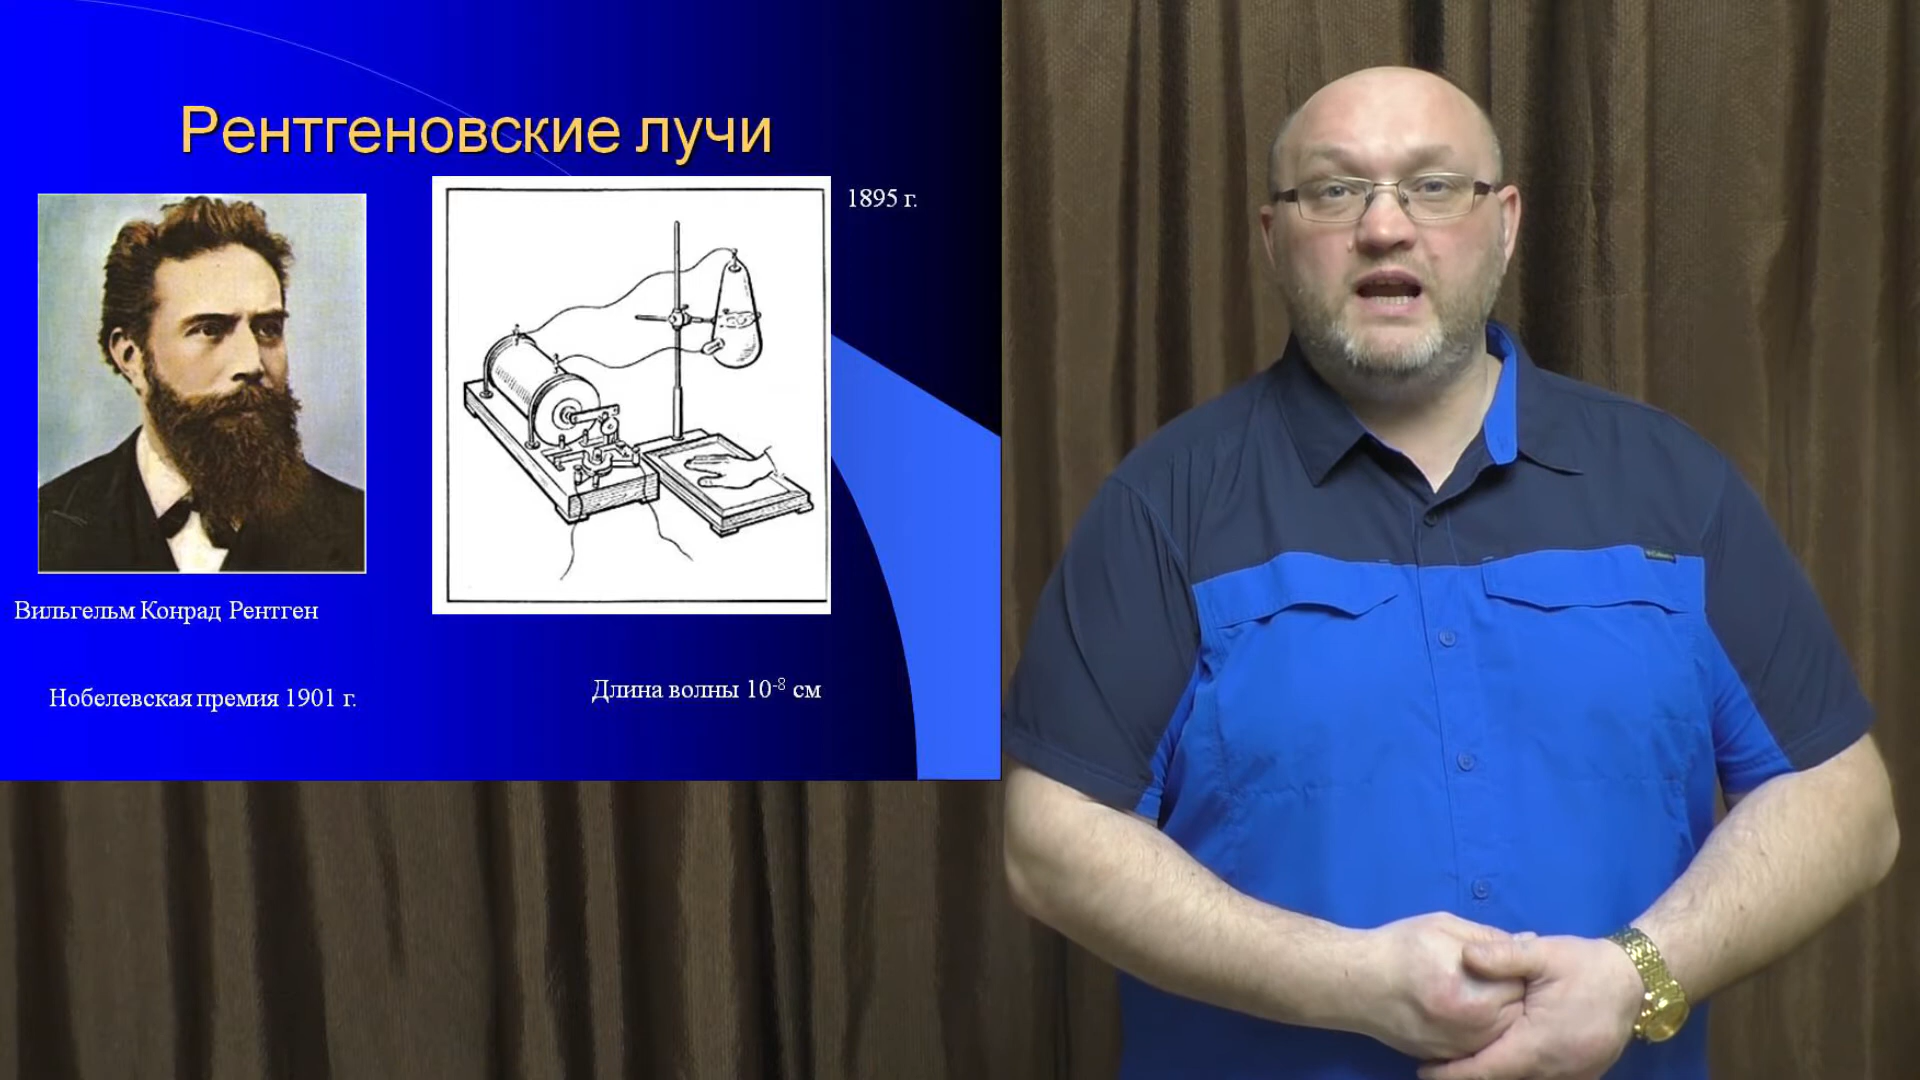 Рентгеновские лучи
1895 г.
Вильгельм Конрад Рентген
Нобелевская премия 1901 г.
Длина волны 10⁻⁸ см